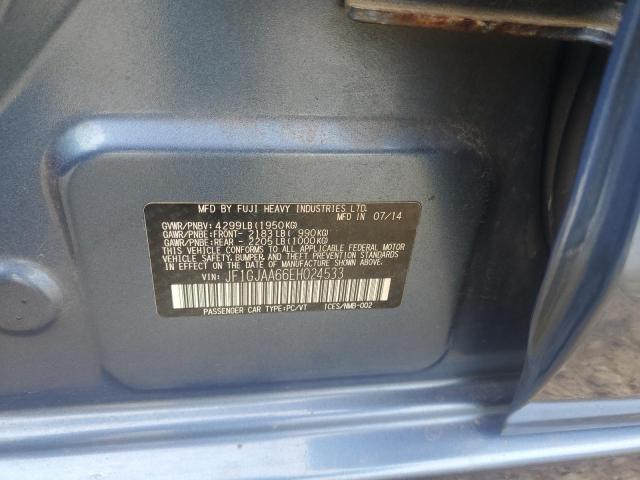 MFD BY FUJI HEAVY INDUSTRIES LTD.
MFD IN 07/14
GVWR/PNBV: 4299LB(1950KG)
GAWR/PNBE:FRONT- 2183LB( 990KG)
GAWR/PNBE:REAR - 2205LB(1000KG)
THIS VEHICLE CONFORMS TO ALL APPLICABLE FEDERAL MOTOR
VEHICLE SAFETY, BUMPER, AND THEFT PREVENTION STANDARDS
IN EFFECT ON THE DATE OF MANUFACTURE SHOWN ABOVE.
VIN: JF1GJAA66EH024533
PASSENGER CAR TYPE:PC/VT ICES/NMB-002